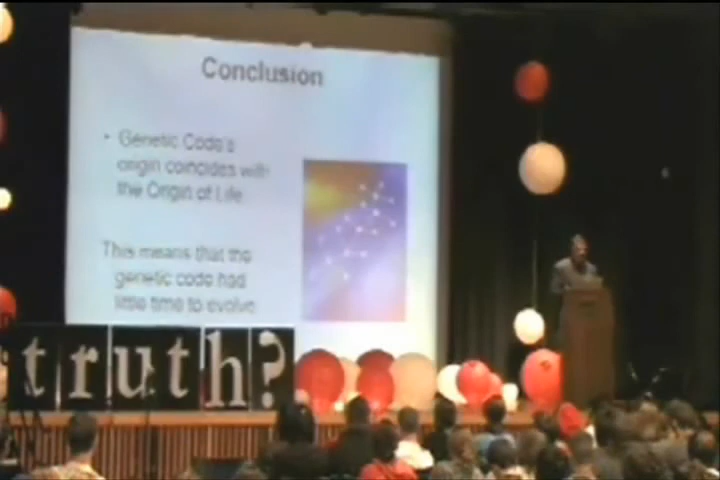 Conclusion
• Genetic Code's
origin coincides with
the Origin of Life
This means that the
genetic code had
little time to evolve
truth?